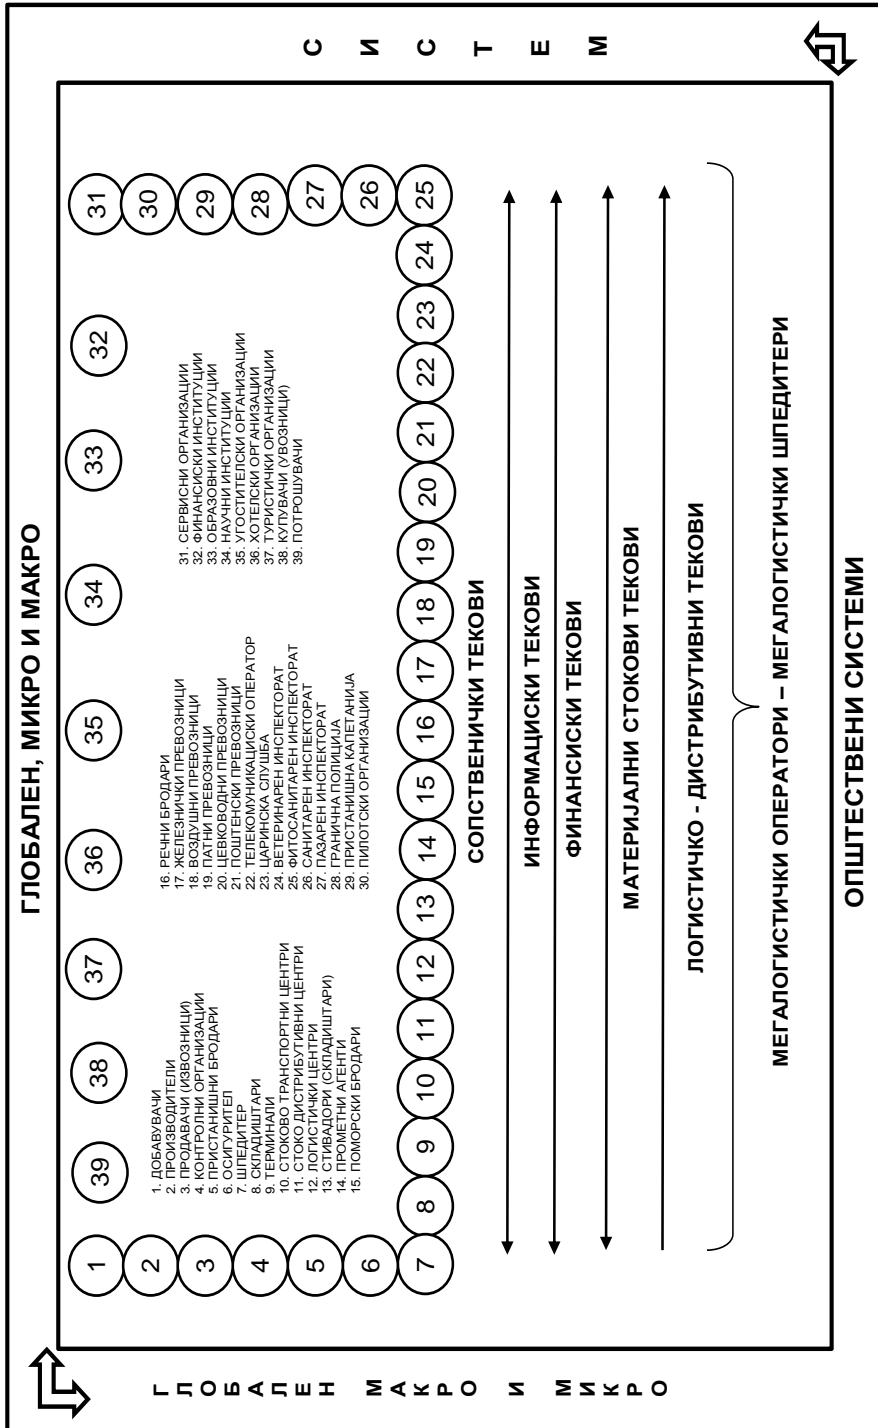 ГЛОБАЛЕН, МИКРО И МАКРО
ГЛОБАЛЕН МАКРО И МИКРО
СИСТЕМ
1
39
38
37
36
35
34
33
32
31
2
3
4
5
6
7
30
29
28
27
26
25
1. ДОБАВУВАЧИ
2. ПРОИЗВОДИТЕЛИ
3. ПРОДАВАЧИ (ИЗВОЗНИЦИ)
4. КОНТРОЛНИ ОРГАНИЗАЦИИ
5. ПРИСТАНИШНИ БРОДАРИ
6. ОСИГУРИТЕЛ
7. ШПЕДИТЕР
8. СКЛАДИШТАРИ
9. ТЕРМИНАЛИ
10. СТОКОВО ТРАНСПОРТНИ ЦЕНТРИ
11. СТОКО ДИСТРИБУТИВНИ ЦЕНТРИ
12. ЛОГИСТИЧКИ ЦЕНТРИ
13. СТИВАДОРИ (СКЛАДИШТАРИ)
14. ПРОМЕТНИ АГЕНТИ
15. ПОМОРСКИ БРОДАРИ
16. РЕЧНИ БРОДАРИ
17. ЖЕЛЕЗНИЧКИ ПРЕВОЗНИЦИ
18. ВОЗДУШНИ ПРЕВОЗНИЦИ
19. ПАТНИ ПРЕВОЗНИЦИ
20. ЦЕВКОВОДНИ ПРЕВОЗНИЦИ
21. ПОШТЕНСКИ ПРЕВОЗНИЦИ
22. ТЕЛЕКОМУНИКАЦИСКИ ОПЕРАТОР
23. ЦАРИНСКА СЛУШБА
24. ВЕТЕРИНАРЕН ИНСПЕКТОРАТ
25. ФИТОСАНИТАРЕН ИНСПЕКТОРАТ
26. САНИТАРЕН ИНСПЕКТОРАТ
27. ПАЗАРЕН ИНСПЕКТОРАТ
28. ГРАНИЧНА ПОЛИЦИЈА
29. ПРИСТАНИШНА КАПЕТАНИЈА
30. ПИЛОТСКИ ОРГАНИЗАЦИИ
31. СЕРВИСНИ ОРГАНИЗАЦИИ
32. ФИНАНСИСКИ ИНСТИТУЦИИ
33. ОБРАЗОВНИ ИНСТИТУЦИИ
34. НАУЧНИ ИНСТИТУЦИИ
35. УГОСТИТЕЛСКИ ОРГАНИЗАЦИИ
36. ХОТЕЛСКИ ОРГАНИЗАЦИИ
37. ТУРИСТИЧКИ ОРГАНИЗАЦИИ
38. КУПУВАЧИ (УВОЗНИЦИ)
39. ПОТРОШУВАЧИ
8
9
10
11
12
13
14
15
16
17
18
19
20
21
22
23
24
СОПСТВЕНИЧКИ ТЕКОВИ
ИНФОРМАЦИСКИ ТЕКОВИ
ФИНАНСИСКИ ТЕКОВИ
МАТЕРИЈАЛНИ СТОКОВИ ТЕКОВИ
ЛОГИСТИЧКО - ДИСТРИБУТИВНИ ТЕКОВИ
МЕГАЛОГИСТИЧКИ ОПЕРАТОРИ – МЕГАЛОГИСТИЧКИ ШПЕДИТЕРИ
ОПШТЕСТВЕНИ СИСТЕМИ